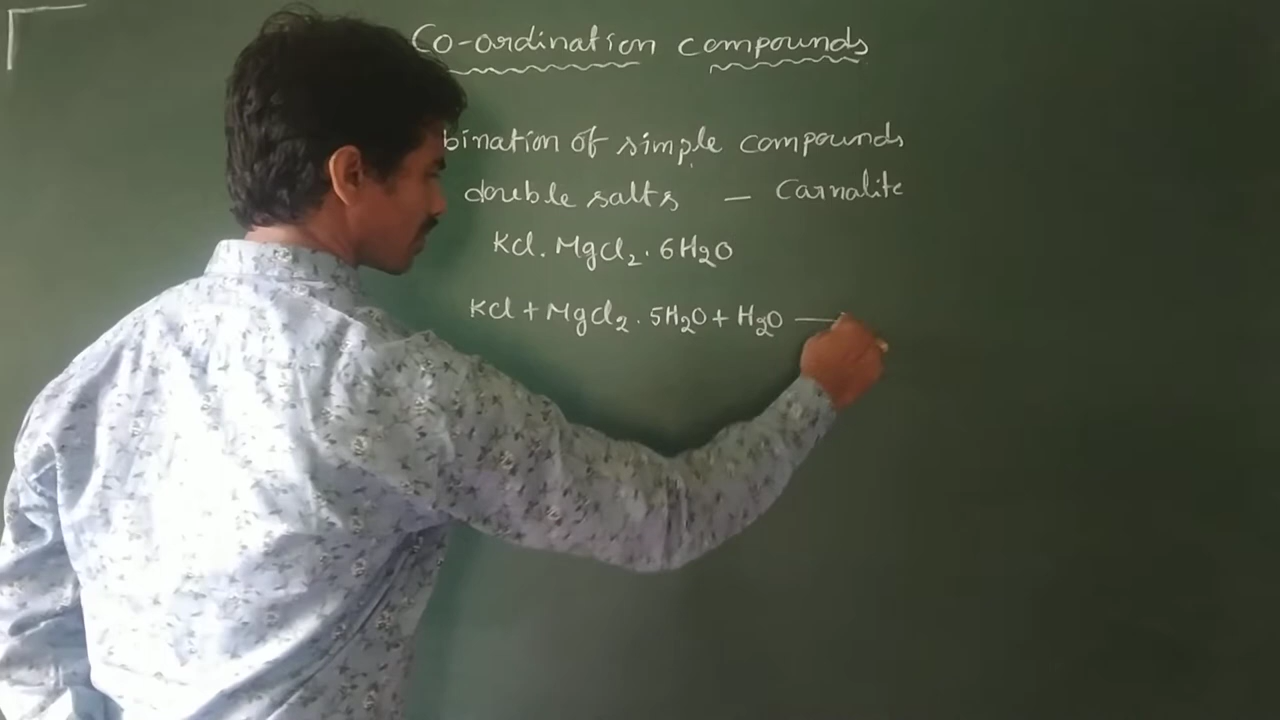 Co-ordination compounds
bination of simple compounds
double salts — Carnalite
KCl. MgCl₂. 6H₂O
KCl + MgCl₂. 5H₂O + H₂O —